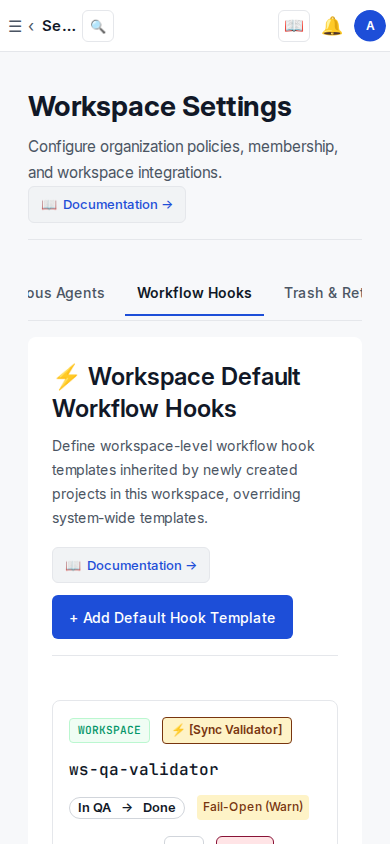 ☰ ‹ Se... 🔍 📖 🔔 A
Workspace Settings
Configure organization policies, membership,
and workspace integrations.
📖 Documentation →
ous Agents Workflow Hooks Trash & Ret
⚡ Workspace Default
Workflow Hooks
Define workspace-level workflow hook
templates inherited by newly created
projects in this workspace, overriding
system-wide templates.
📖 Documentation →
+ Add Default Hook Template
WORKSPACE ⚡ [Sync Validator]
ws-qa-validator
In QA → Done Fail-Open (Warn)